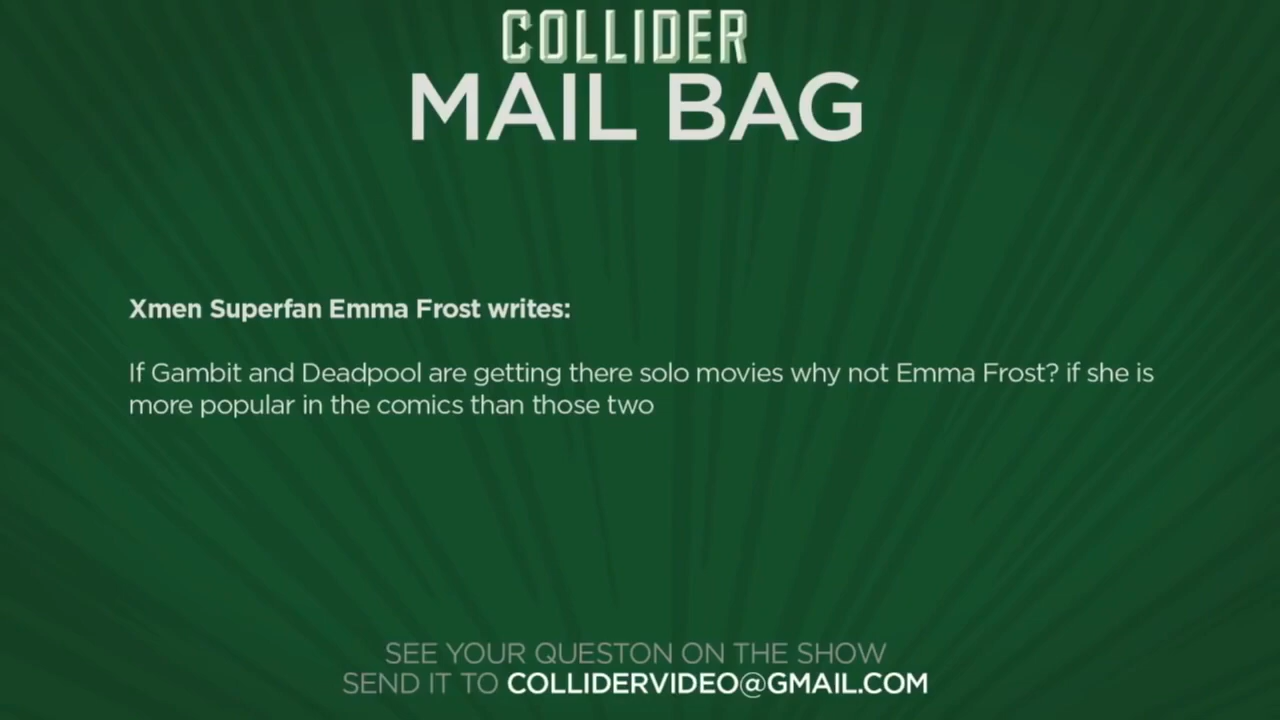 COLLIDER
MAIL BAG
Xmen Superfan Emma Frost writes:
If Gambit and Deadpool are getting there solo movies why not Emma Frost? if she is
more popular in the comics than those two
SEE YOUR QUESTON ON THE SHOW
SEND IT TO COLLIDERVIDEO@GMAIL.COM